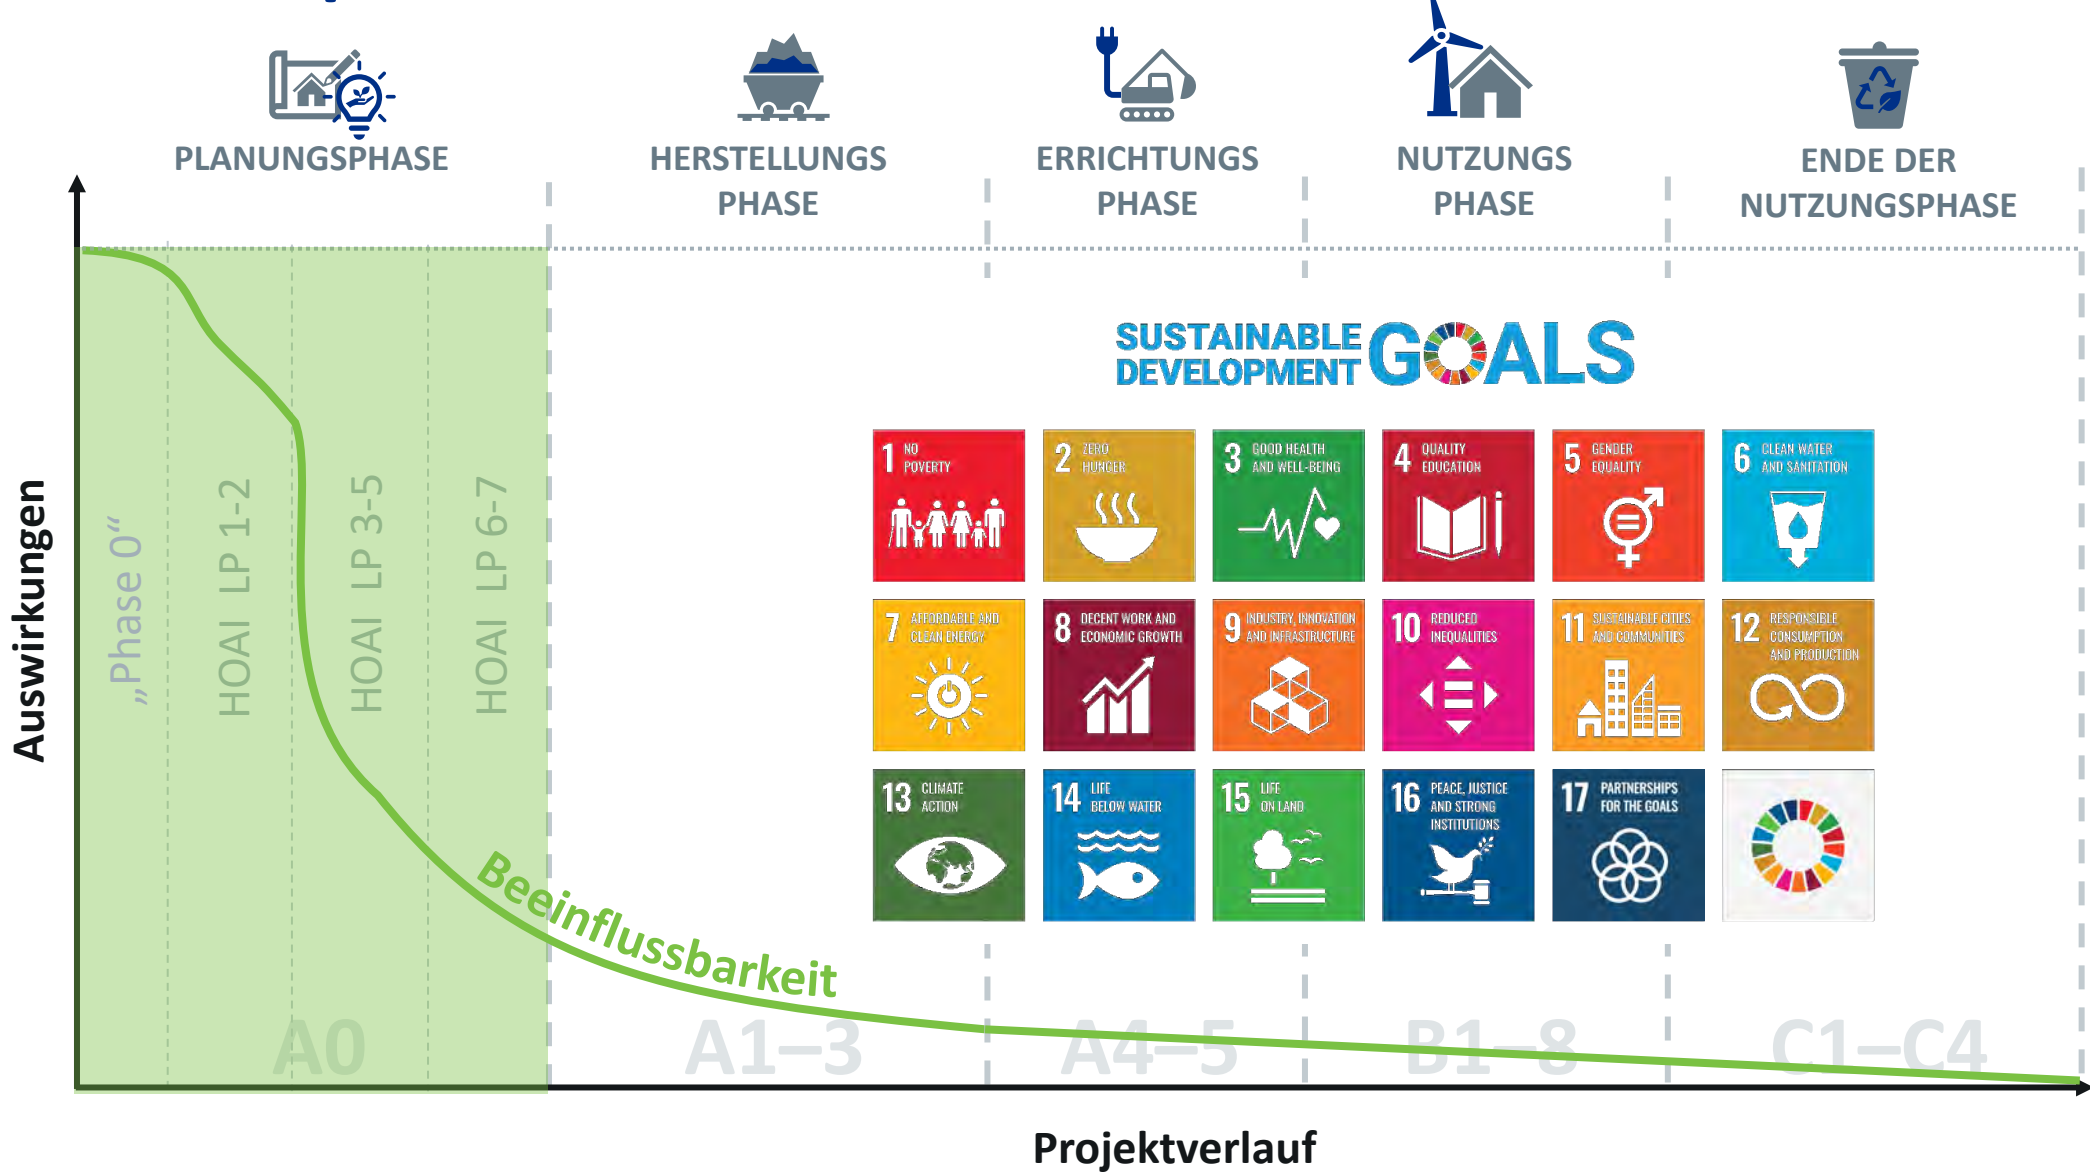 PLANUNGSPHASE
HERSTELLUNGS
PHASE
ERRICHTUNGS
PHASE
NUTZUNGS
PHASE
ENDE DER
NUTZUNGSPHASE
SUSTAINABLE
DEVELOPMENT
GOALS
1 NO
POVERTY
2 ZERO
HUNGER
3 GOOD HEALTH
AND WELL-BEING
4 QUALITY
EDUCATION
5 GENDER
EQUALITY
6 CLEAN WATER
AND SANITATION
7 AFFORDABLE AND
CLEAN ENERGY
8 DECENT WORK AND
ECONOMIC GROWTH
9 INDUSTRY, INNOVATION
AND INFRASTRUCTURE
10 REDUCED
INEQUALITIES
11 SUSTAINABLE CITIES
AND COMMUNITIES
12 RESPONSIBLE
CONSUMPTION
AND PRODUCTION
13 CLIMATE
ACTION
14 LIFE
BELOW WATER
15 LIFE
ON LAND
16 PEACE, JUSTICE
AND STRONG
INSTITUTIONS
17 PARTNERSHIPS
FOR THE GOALS
Auswirkungen
„Phase 0“
HOAI LP 1-2
HOAI LP 3-5
HOAI LP 6-7
Beeinflussbarkeit
A0
A1–3
A4–5
B1–8
C1–C4
Projektverlauf